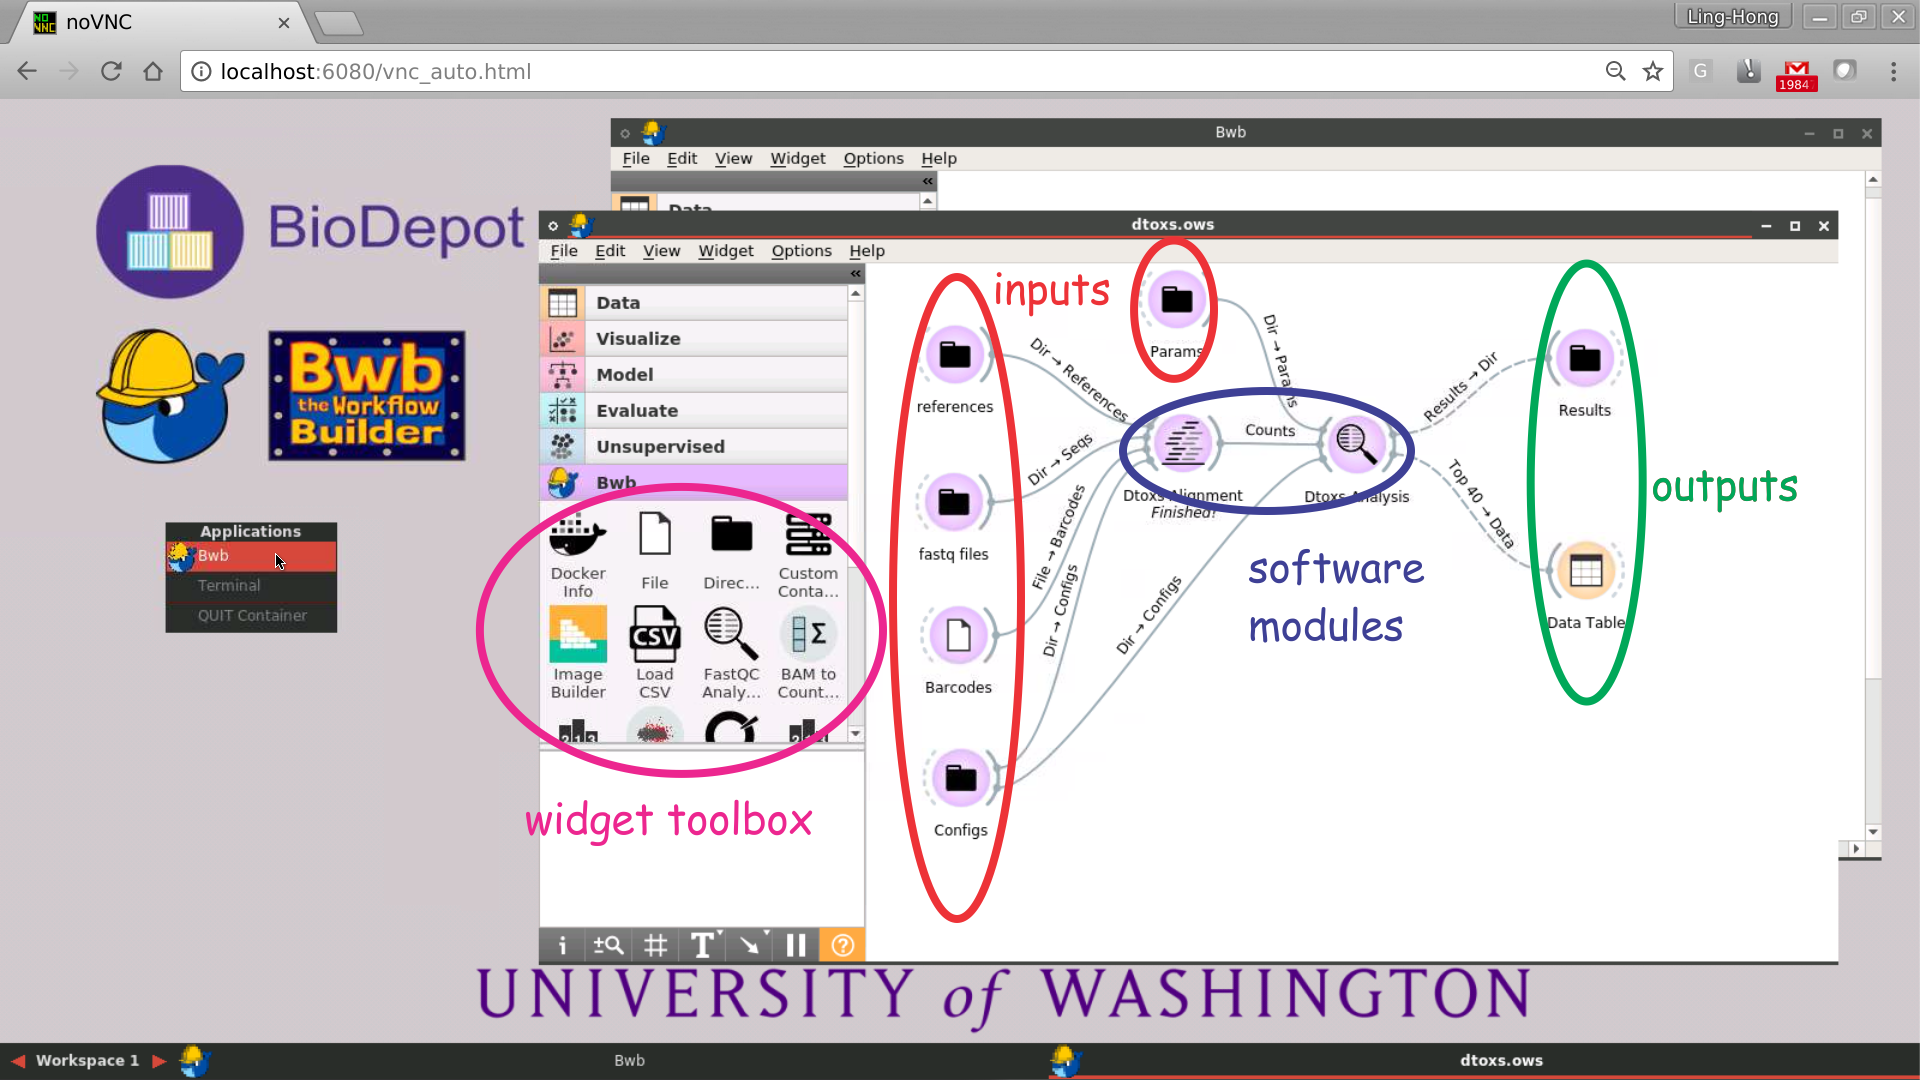 noVNC
Ling-Hong
localhost:6080/vnc_auto.html
G
1984
BioDepot
Bwb
the Workflow
Builder
Applications
Bwb
Terminal
QUIT Container
Bwb
File Edit View Widget Options Help
Data
dtoxs.ows
File Edit View Widget Options Help
Data
Visualize
Model
Evaluate
Unsupervised
Bwb
Docker Info
File
Direc...
Custom Conta...
Image Builder
CSV
Load CSV
FastQC Analy...
BAM to Count...
widget toolbox
inputs
references
fastq files
Barcodes
Configs
Params
Dir → References
Dir → Seqs
File → Barcodes
Dir → Configs
Dir → Configs
Dir → Params
Dtoxs Alignment
Finished!
Counts
Dtoxs Analysis
software
modules
Results → Dir
Top 40 → Data
Results
Data Table
outputs
UNIVERSITY of WASHINGTON
Workspace 1
Bwb
dtoxs.ows